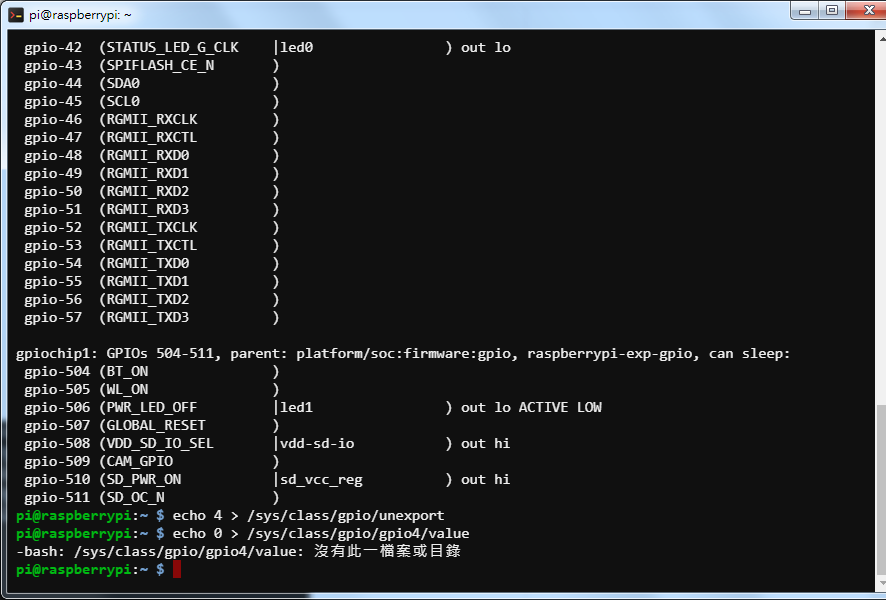 pi@raspberrypi: ~
gpio-42  (STATUS_LED_G_CLK    |led0                ) out lo
gpio-43  (SPIFLASH_CE_N       )
gpio-44  (SDA0                )
gpio-45  (SCL0                )
gpio-46  (RGMII_RXCLK         )
gpio-47  (RGMII_RXCTL         )
gpio-48  (RGMII_RXD0          )
gpio-49  (RGMII_RXD1          )
gpio-50  (RGMII_RXD2          )
gpio-51  (RGMII_RXD3          )
gpio-52  (RGMII_TXCLK         )
gpio-53  (RGMII_TXCTL         )
gpio-54  (RGMII_TXD0          )
gpio-55  (RGMII_TXD1          )
gpio-56  (RGMII_TXD2          )
gpio-57  (RGMII_TXD3          )
gpiochip1: GPIOs 504-511, parent: platform/soc:firmware:gpio, raspberrypi-exp-gpio, can sleep:
gpio-504 (BT_ON               )
gpio-505 (WL_ON               )
gpio-506 (PWR_LED_OFF         |led1                ) out lo ACTIVE LOW
gpio-507 (GLOBAL_RESET        )
gpio-508 (VDD_SD_IO_SEL       |vdd-sd-io           ) out hi
gpio-509 (CAM_GPIO            )
gpio-510 (SD_PWR_ON           |sd_vcc_reg          ) out hi
gpio-511 (SD_OC_N             )
pi@raspberrypi:~ $ echo 4 > /sys/class/gpio/unexport
pi@raspberrypi:~ $ echo 0 > /sys/class/gpio/gpio4/value
-bash: /sys/class/gpio/gpio4/value: 沒有此一檔案或目錄
pi@raspberrypi:~ $